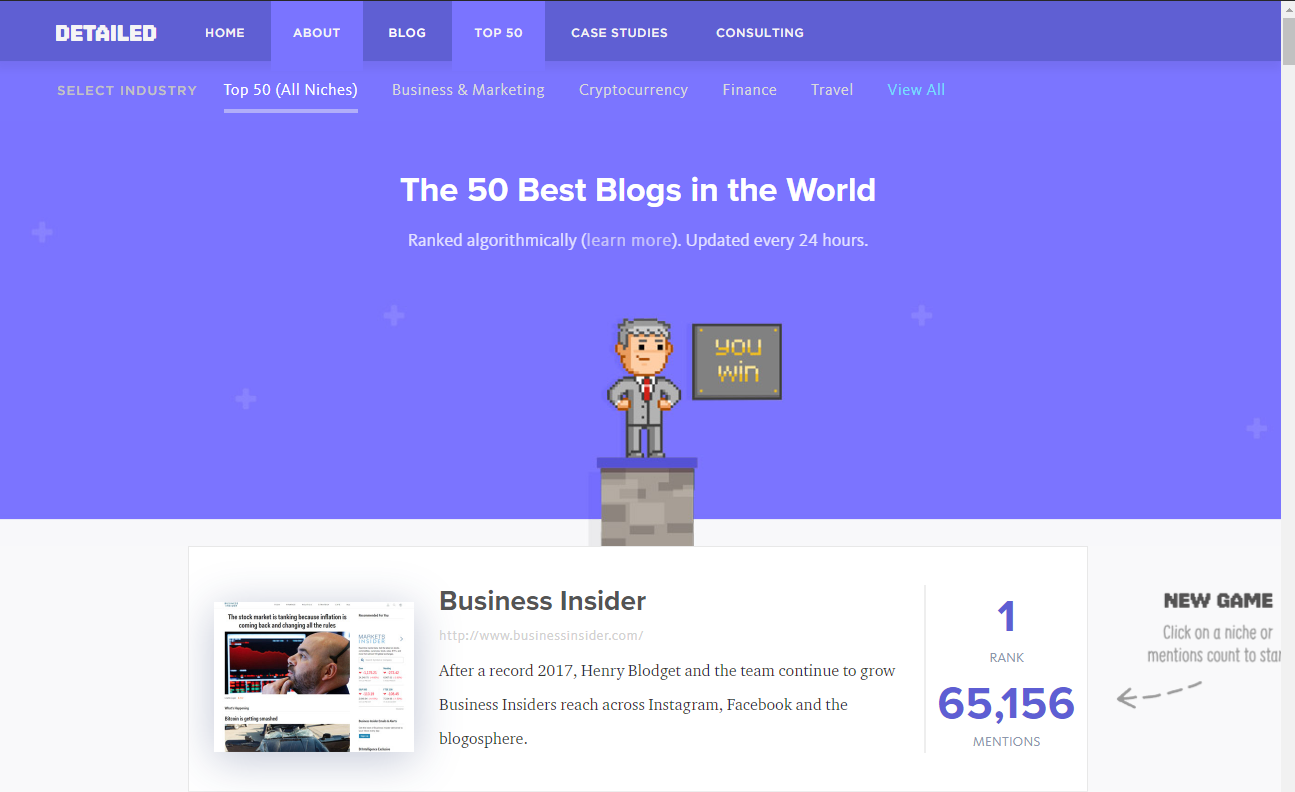 DETAILED
HOME
ABOUT
BLOG
TOP 50
CASE STUDIES
CONSULTING
SELECT INDUSTRY
Top 50 (All Niches)
Business & Marketing
Cryptocurrency
Finance
Travel
View All
The 50 Best Blogs in the World
Ranked algorithmically (learn more). Updated every 24 hours.
YOU
WIN
The stock market is tanking because inflation is
coming back and changing all the rules
MARKETS
INSIDER
What's Happening
Bitcoin is getting smashed
Business Insider
http://www.businessinsider.com/
After a record 2017, Henry Blodget and the team continue to grow
Business Insiders reach across Instagram, Facebook and the
blogosphere.
1
RANK
65,156
MENTIONS
NEW GAME
Click on a niche or
mentions count to star